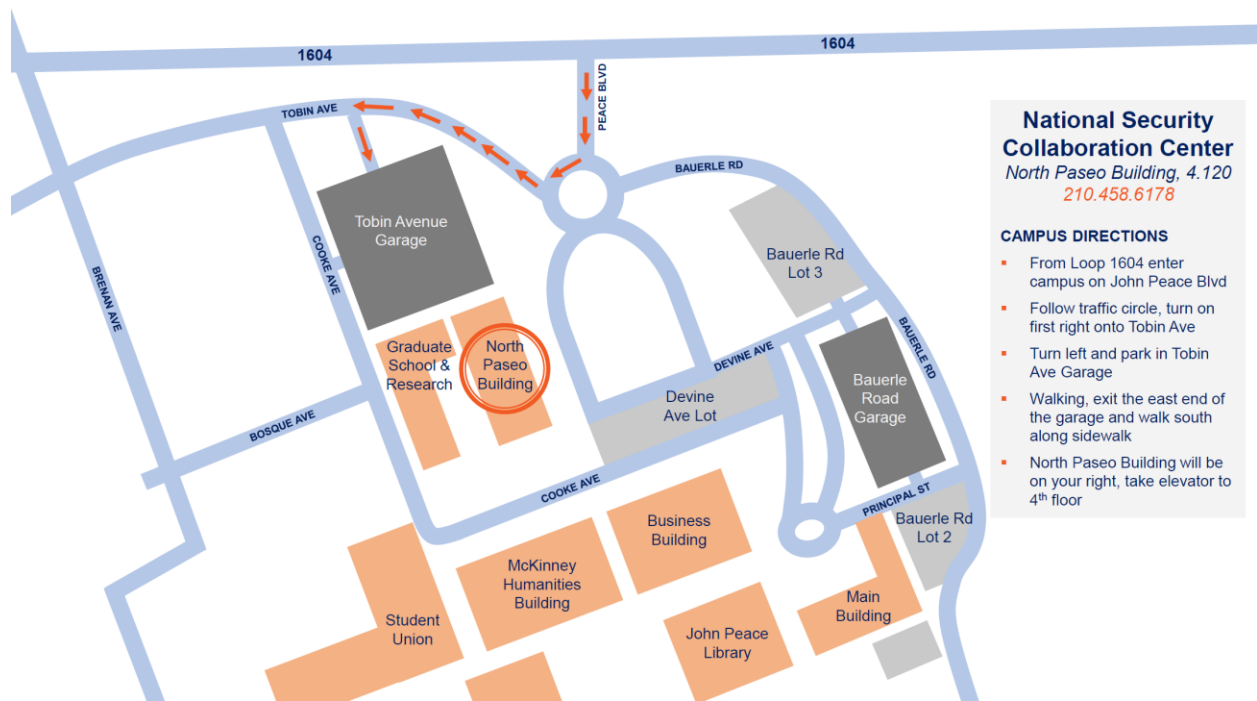 1604
1604
PEACE BLVD
TOBIN AVE
BAUERLE RD
Tobin Avenue
Garage
COOKE AVE
BRENAN AVE
Bauerle Rd
Lot 3
BAUERLE RD
Graduate
School &
Research
North
Paseo
Building
DEVINE AVE
Devine
Ave Lot
Bauerle
Road
Garage
BOSQUE AVE
COOKE AVE
PRINCIPAL ST
Bauerle Rd
Lot 2
Business
Building
McKinney
Humanities
Building
Student
Union
John Peace
Library
Main
Building
National Security
Collaboration Center
North Paseo Building, 4.120
210.458.6178
CAMPUS DIRECTIONS
▪ From Loop 1604 enter
campus on John Peace Blvd
▪ Follow traffic circle, turn on
first right onto Tobin Ave
▪ Turn left and park in Tobin
Ave Garage
▪ Walking, exit the east end of
the garage and walk south
along sidewalk
▪ North Paseo Building will be
on your right, take elevator to
4th floor